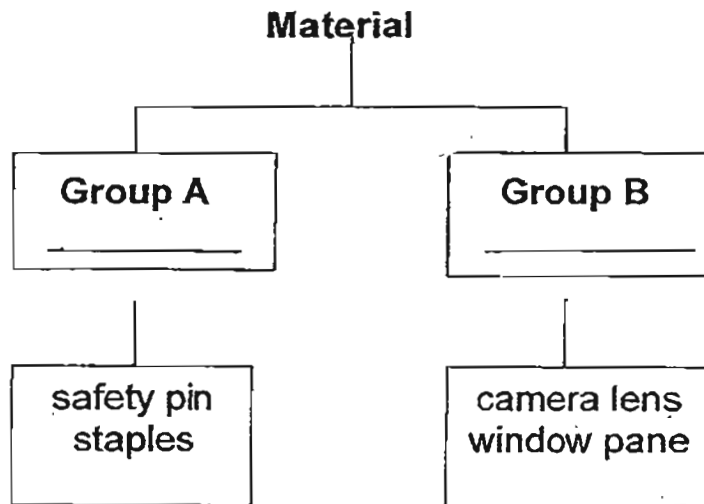 Material
Group A
Group B
safety pin
staples
camera lens
window pane